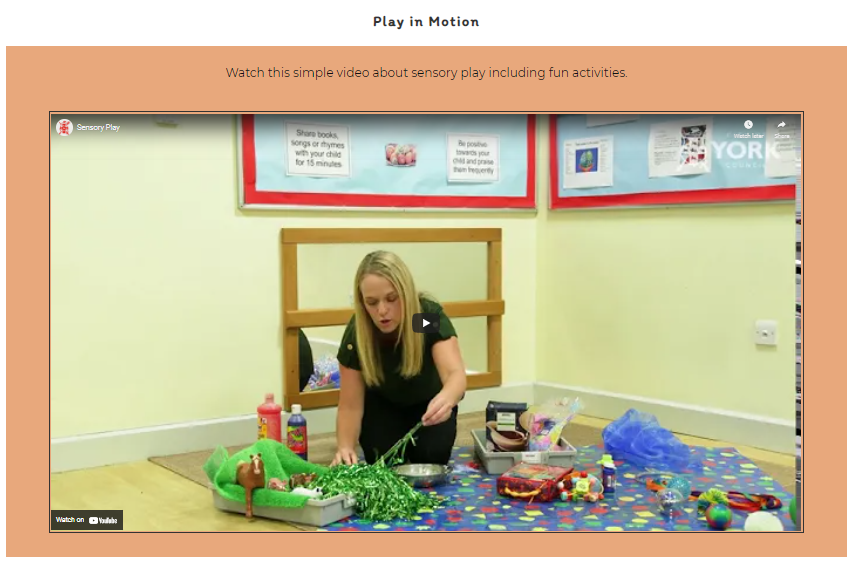 Play in Motion
Watch this simple video about sensory play including fun activities.
Sensory Play
Watch later
Share
Share books,
songs or rhymes
with your child
for 15 minutes
Be positive
towards your
child and praise
them frequently
YORK
COUNCIL
Watch on YouTube